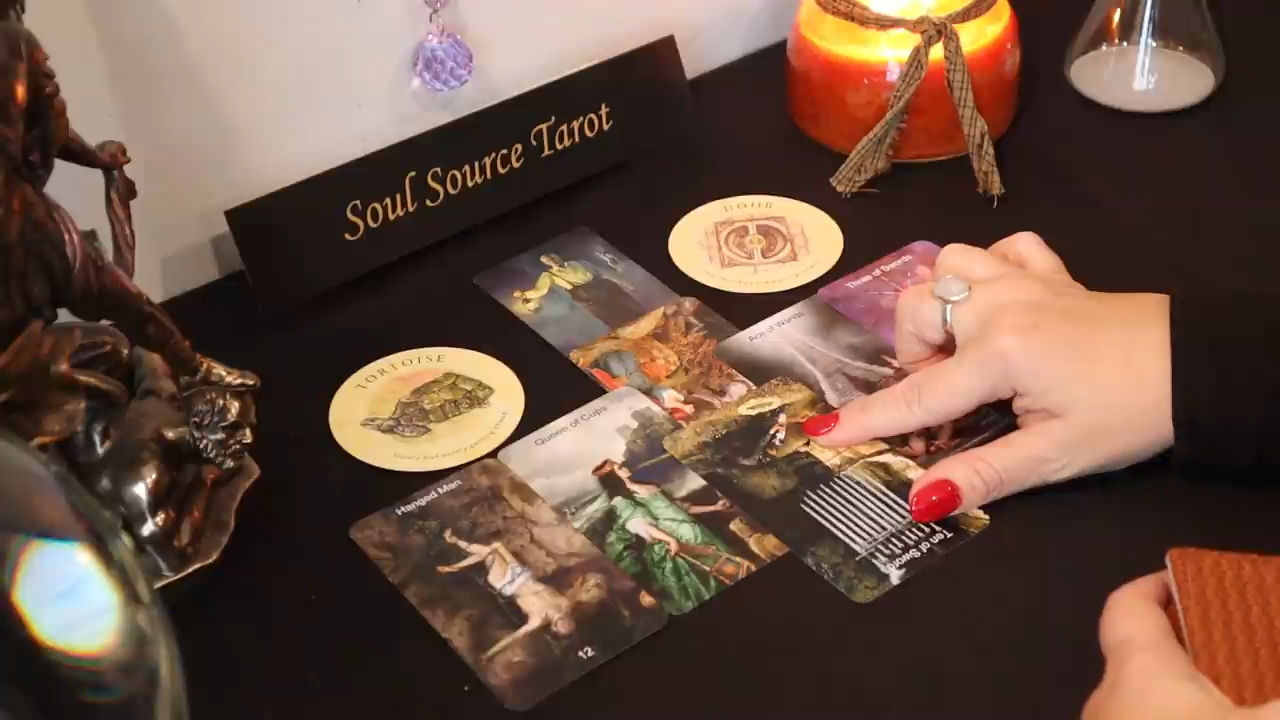 Soul Source Tarot
DOOR
Three of Swords
Ace of Wands
TORTOISE
Queen of Cups
Hanged Man
12
Ten of Sword